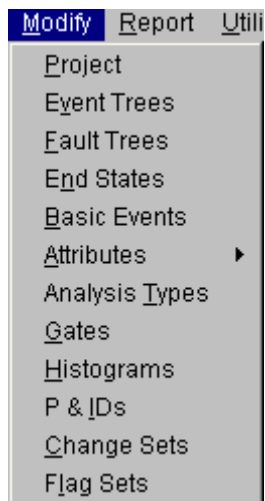 Modify Report Utili
Project
Event Trees
Fault Trees
End States
Basic Events
Attributes
Analysis Types
Gates
Histograms
P & IDs
Change Sets
Flag Sets